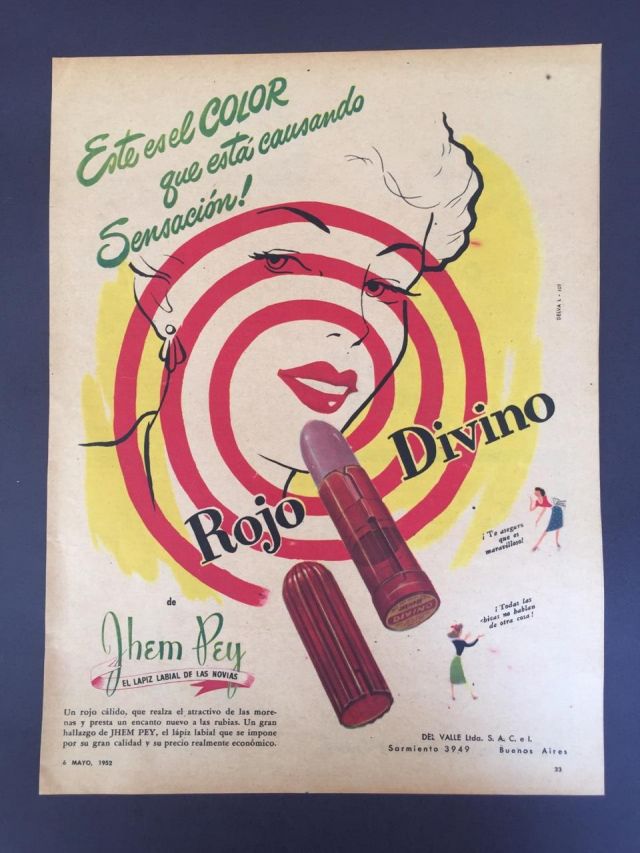 Este es el COLOR
que está causando
Sensación!
DELVA L. - JOT
Rojo
Divino
¡Te aseguro
que es
maravilloso!
¡Todas las
chicas no hablan
de otra cosa!
DIVINO
de
Jhem Pey
EL LAPIZ LABIAL DE LAS NOVIAS
Un rojo cálido, que realza el atractivo de las more-
nas y presta un encanto nuevo a las rubias. Un gran
hallazgo de JHEM PEY, el lápiz labial que se impone
por su gran calidad y su precio realmente económico.
DEL VALLE Ltda. S. A. C. e I.
Sarmiento 3949 Buenos Aires
6 MAYO, 1952
33